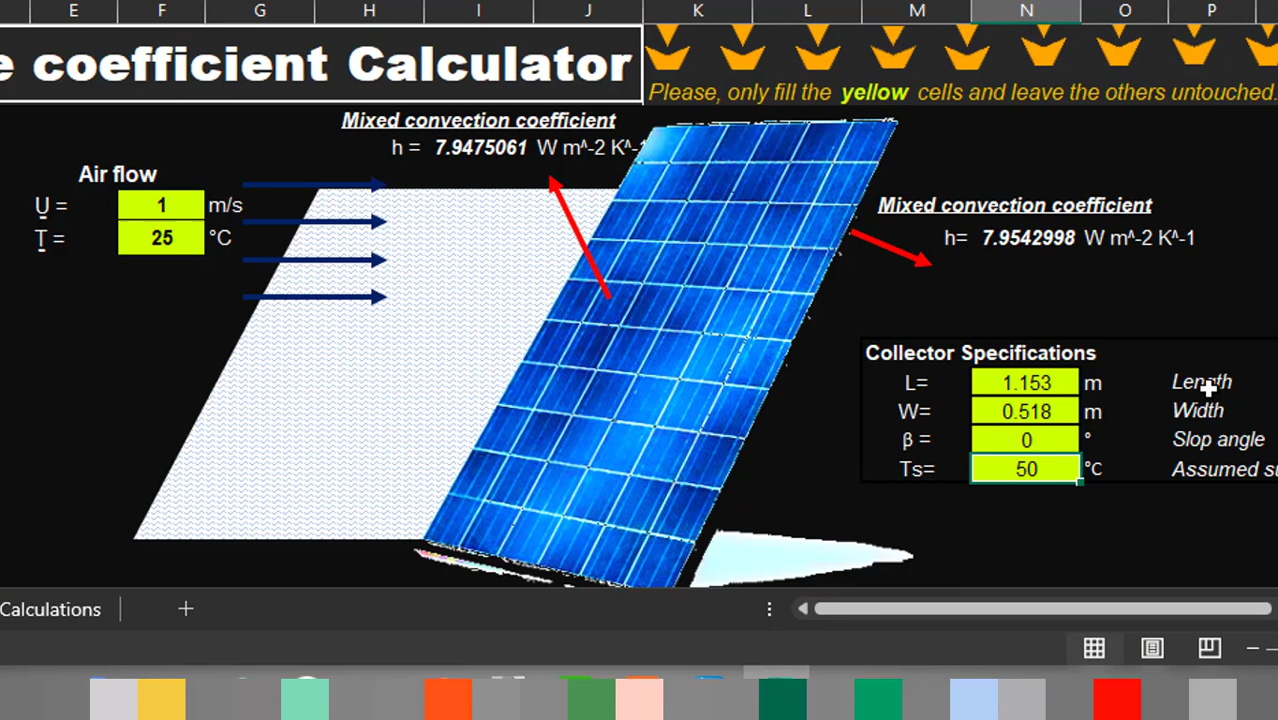 E F G H I J K L M N O P
e coefficient Calculator
Please, only fill the yellow cells and leave the others untouched.
Mixed convection coefficient
h = 7.9475061 W m^-2 K^-1
Air flow
U = 1 m/s
T = 25 °C
Mixed convection coefficient
h= 7.9542998 W m^-2 K^-1
Collector Specifications
L= 1.153 m Length
W= 0.518 m Width
β = 0 ° Slop angle
Ts= 50 °C Assumed su
Calculations